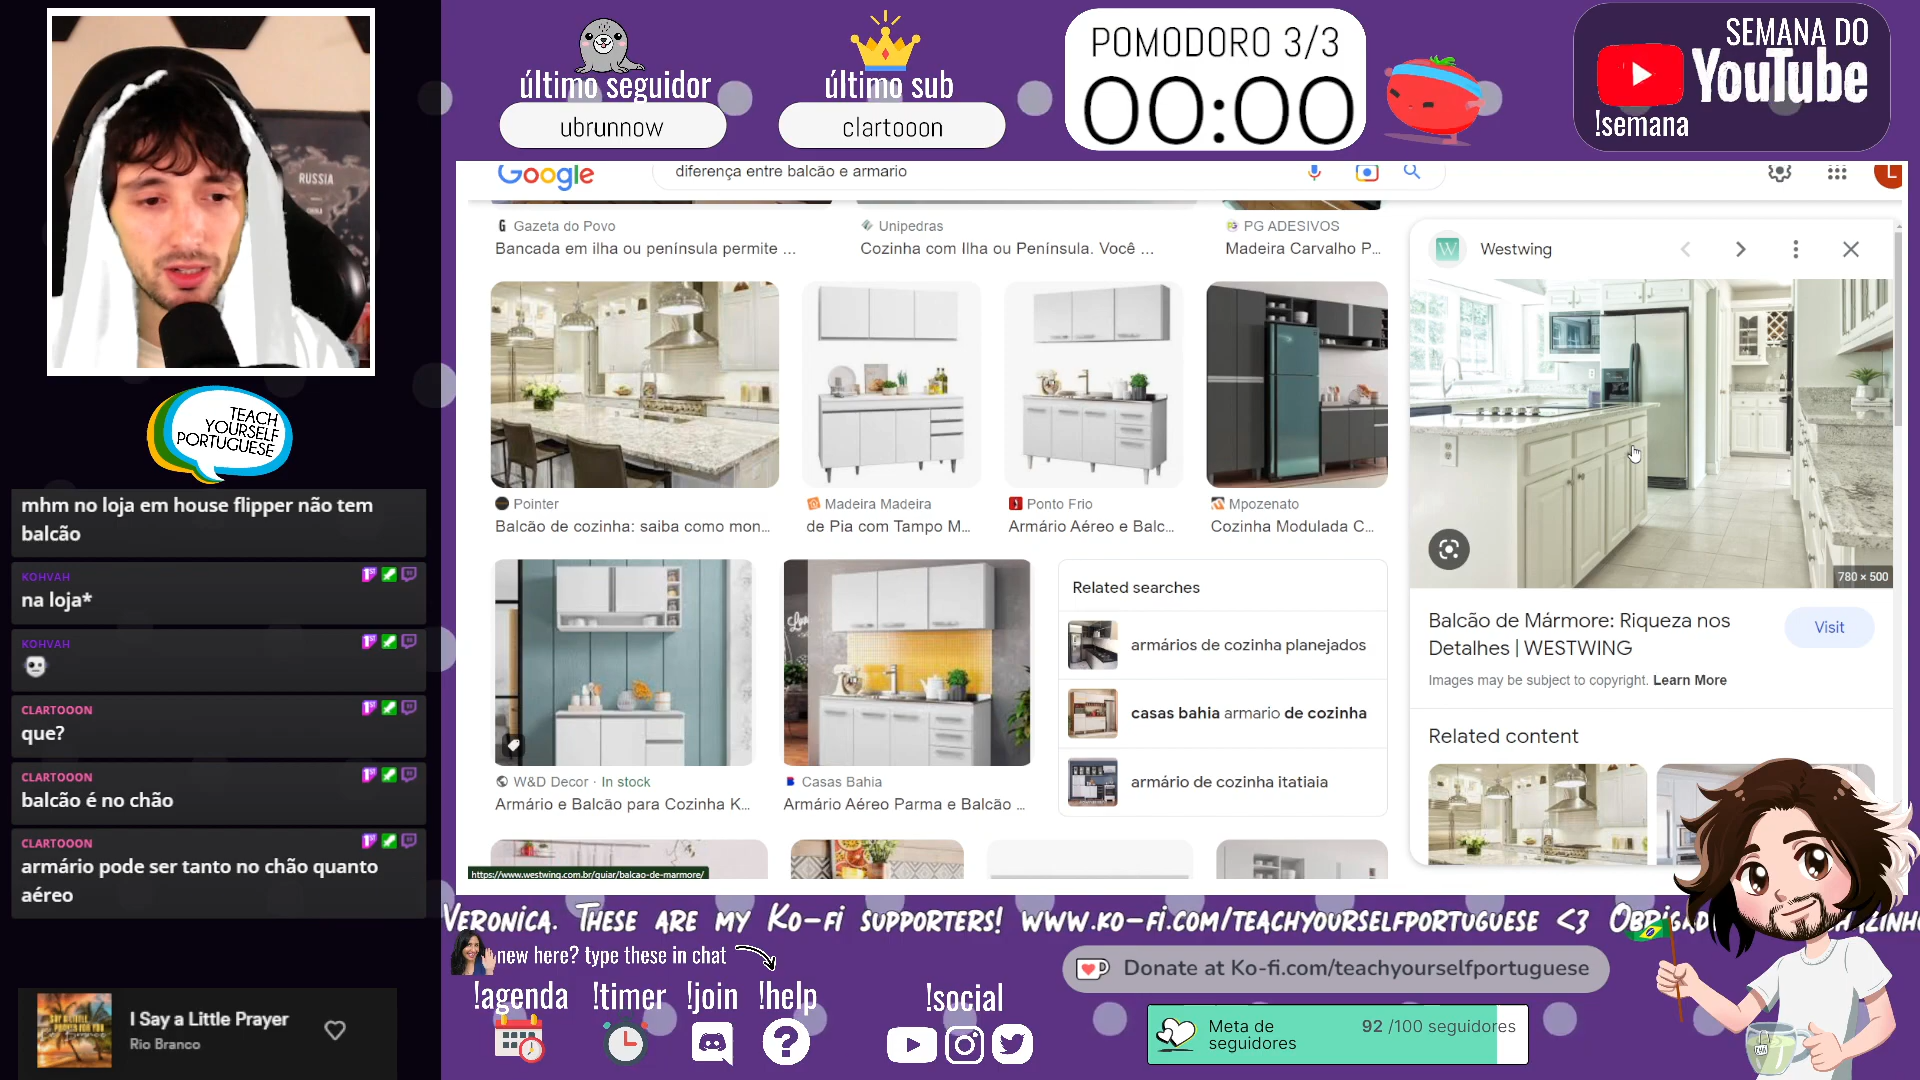 RUSSIA
TEACH
YOURSELF
PORTUGUESE
mhm no loja em house flipper não tem
balcão
KOHVAH
na loja*
KOHVAH
CLARTOOON
que?
CLARTOOON
balcão é no chão
CLARTOOON
armário pode ser tanto no chão quanto
aéreo
I Say a Little Prayer
Rio Branco
último seguidor
ubrunnow
último sub
clartooon
POMODORO 3/3
00:00
SEMANA DO
YouTube
!semana
Google
diferença entre balcão e armario
L
Gazeta do Povo
Bancada em ilha ou península permite ...
Unipedras
Cozinha com Ilha ou Península. Você ...
PG ADESIVOS
Madeira Carvalho P...
Pointer
Balcão de cozinha: saiba como mon...
Madeira Madeira
de Pia com Tampo M...
Ponto Frio
Armário Aéreo e Balc...
Mpozenato
Cozinha Modulada C...
W&D Decor · In stock
Armário e Balcão para Cozinha K...
Casas Bahia
Armário Aéreo Parma e Balcão ...
Related searches
armários de cozinha planejados
casas bahia armario de cozinha
armário de cozinha itatiaia
https://www.westwing.com.br/guiar/balcao-de-marmore/
W
Westwing
780 × 500
Balcão de Mármore: Riqueza nos
Detalhes | WESTWING
Visit
Images may be subject to copyright. Learn More
Related content
VERONICA. THESE ARE MY KO-FI SUPPORTERS! WWW.KO-FI.COM/TEACHYOURSELFPORTUGUESE <3
new here? type these in chat
!agenda
!timer
!join
!help
!social
Donate at Ko-fi.com/teachyourselfportuguese
Meta de
seguidores
92 /100 seguidores